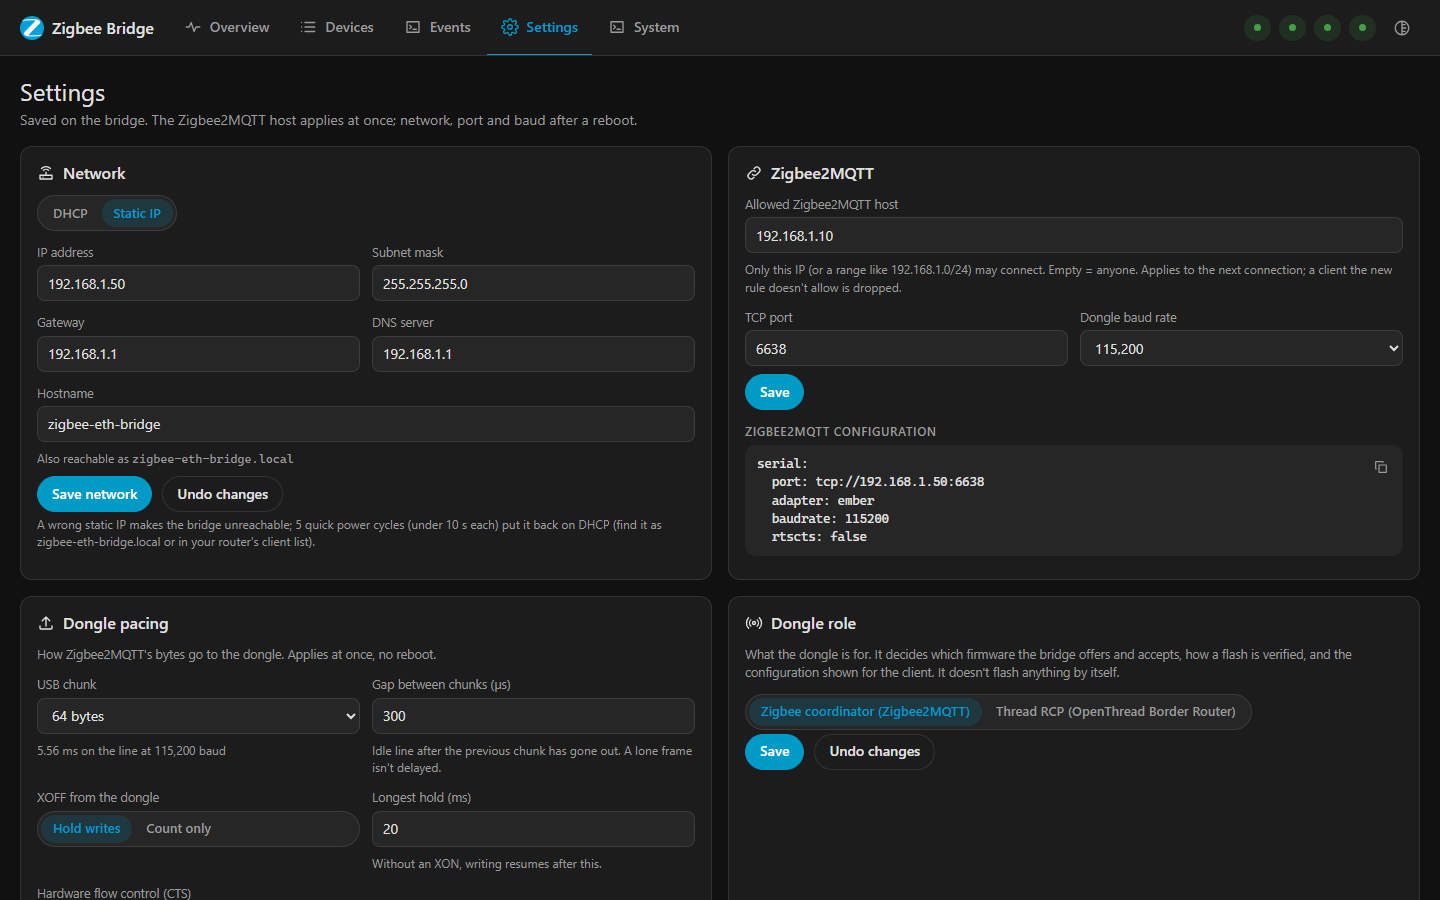 Zigbee Bridge
Overview
Devices
Events
Settings
System
Settings
Saved on the bridge. The Zigbee2MQTT host applies at once; network, port and baud after a reboot.
Network
DHCP
Static IP
IP address
Subnet mask
192.168.1.50
255.255.255.0
Gateway
DNS server
192.168.1.1
192.168.1.1
Hostname
zigbee-eth-bridge
Also reachable as zigbee-eth-bridge.local
Save network
Undo changes
A wrong static IP makes the bridge unreachable; 5 quick power cycles (under 10 s each) put it back on DHCP (find it as
zigbee-eth-bridge.local or in your router's client list).
Zigbee2MQTT
Allowed Zigbee2MQTT host
192.168.1.10
Only this IP (or a range like 192.168.1.0/24) may connect. Empty = anyone. Applies to the next connection; a client the new
rule doesn't allow is dropped.
TCP port
Dongle baud rate
6638
115,200
Save
ZIGBEE2MQTT CONFIGURATION
serial:
  port: tcp://192.168.1.50:6638
  adapter: ember
  baudrate: 115200
  rtscts: false
Dongle pacing
How Zigbee2MQTT's bytes go to the dongle. Applies at once, no reboot.
USB chunk
Gap between chunks (µs)
64 bytes
300
5.56 ms on the line at 115,200 baud
Idle line after the previous chunk has gone out. A lone frame
isn't delayed.
XOFF from the dongle
Longest hold (ms)
Hold writes
Count only
20
Without an XON, writing resumes after this.
Hardware flow control (CTS)
Dongle role
What the dongle is for. It decides which firmware the bridge offers and accepts, how a flash is verified, and the
configuration shown for the client. It doesn't flash anything by itself.
Zigbee coordinator (Zigbee2MQTT)
Thread RCP (OpenThread Border Router)
Save
Undo changes